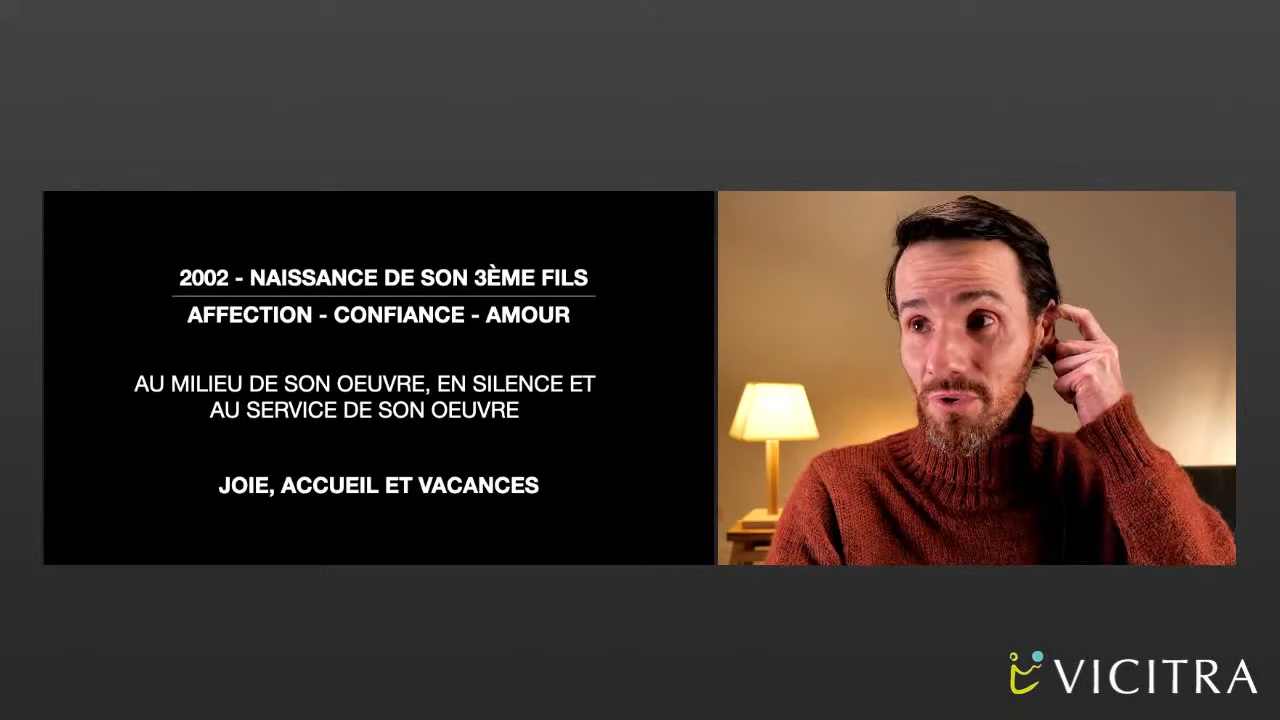 2002 - NAISSANCE DE SON 3ÈME FILS
AFFECTION - CONFIANCE - AMOUR
AU MILIEU DE SON OEUVRE, EN SILENCE ET
AU SERVICE DE SON OEUVRE
JOIE, ACCUEIL ET VACANCES
VICITRA